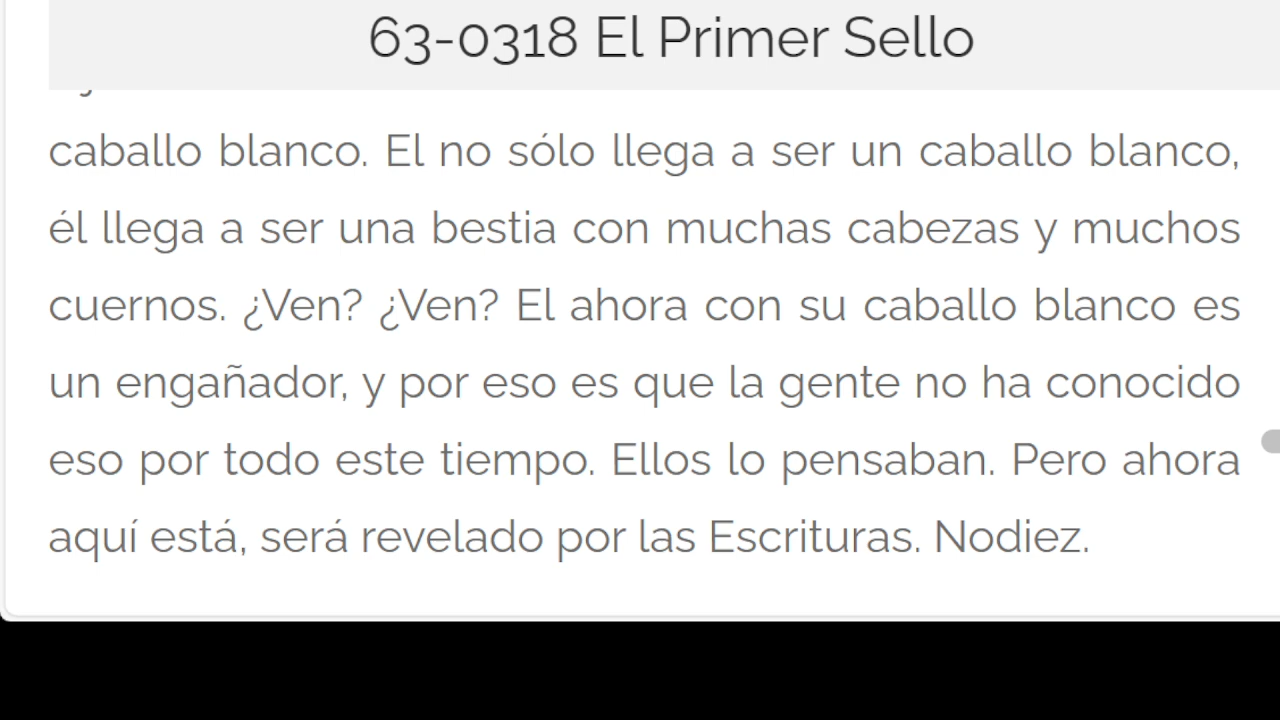 63-0318 El Primer Sello
caballo blanco. El no sólo llega a ser un caballo blanco,
él llega a ser una bestia con muchas cabezas y muchos
cuernos. ¿Ven? ¿Ven? El ahora con su caballo blanco es
un engañador, y por eso es que la gente no ha conocido
eso por todo este tiempo. Ellos lo pensaban. Pero ahora
aquí está, será revelado por las Escrituras. Nodiez.